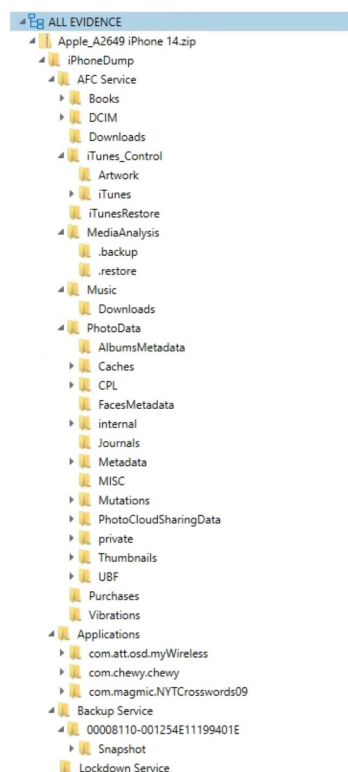 ALL EVIDENCE
Apple_A2649 iPhone 14.zip
iPhoneDump
AFC Service
Books
DCIM
Downloads
iTunes_Control
Artwork
iTunes
iTunesRestore
MediaAnalysis
.backup
.restore
Music
Downloads
PhotoData
AlbumsMetadata
Caches
CPL
FacesMetadata
internal
Journals
Metadata
MISC
Mutations
PhotoCloudSharingData
private
Thumbnails
UBF
Purchases
Vibrations
Applications
com.att.osd.myWireless
com.chewy.chewy
com.magmic.NYTCrosswords09
Backup Service
00008110-001254E11199401E
Snapshot
Lockdown Service